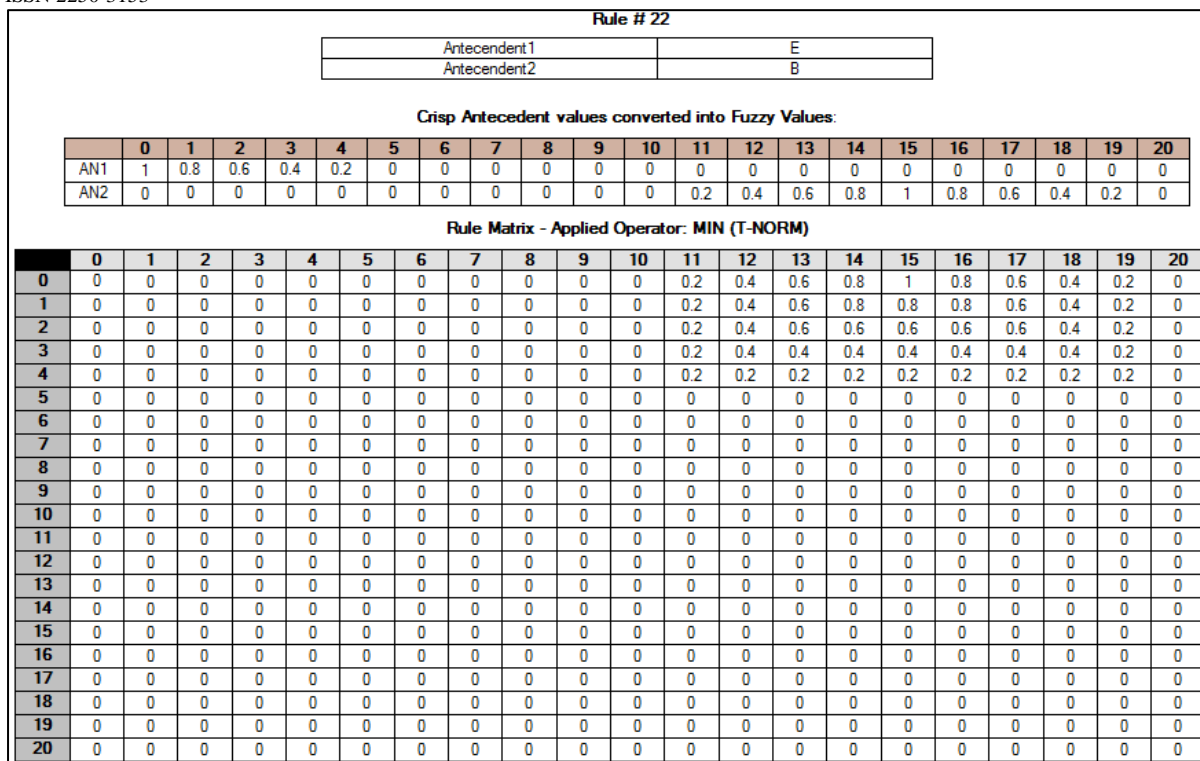 Rule # 22
Antecendent1 E
Antecendent2 B
Crisp Antecedent values converted into Fuzzy Values:
0 1 2 3 4 5 6 7 8 9 10 11 12 13 14 15 16 17 18 19 20
AN1 1 0.8 0.6 0.4 0.2 0 0 0 0 0 0 0 0 0 0 0 0 0 0 0 0
AN2 0 0 0 0 0 0 0 0 0 0 0 0.2 0.4 0.6 0.8 1 0.8 0.6 0.4 0.2 0
Rule Matrix - Applied Operator: MIN (T-NORM)
0 1 2 3 4 5 6 7 8 9 10 11 12 13 14 15 16 17 18 19 20
0 0 0 0 0 0 0 0 0 0 0 0 0.2 0.4 0.6 0.8 1 0.8 0.6 0.4 0.2 0
1 0 0 0 0 0 0 0 0 0 0 0 0.2 0.4 0.6 0.8 0.8 0.8 0.6 0.4 0.2 0
2 0 0 0 0 0 0 0 0 0 0 0 0.2 0.4 0.6 0.6 0.6 0.6 0.6 0.4 0.2 0
3 0 0 0 0 0 0 0 0 0 0 0 0.2 0.4 0.4 0.4 0.4 0.4 0.4 0.4 0.2 0
4 0 0 0 0 0 0 0 0 0 0 0 0.2 0.2 0.2 0.2 0.2 0.2 0.2 0.2 0.2 0
5 0 0 0 0 0 0 0 0 0 0 0 0 0 0 0 0 0 0 0 0 0
6 0 0 0 0 0 0 0 0 0 0 0 0 0 0 0 0 0 0 0 0 0
7 0 0 0 0 0 0 0 0 0 0 0 0 0 0 0 0 0 0 0 0 0
8 0 0 0 0 0 0 0 0 0 0 0 0 0 0 0 0 0 0 0 0 0
9 0 0 0 0 0 0 0 0 0 0 0 0 0 0 0 0 0 0 0 0 0
10 0 0 0 0 0 0 0 0 0 0 0 0 0 0 0 0 0 0 0 0 0
11 0 0 0 0 0 0 0 0 0 0 0 0 0 0 0 0 0 0 0 0 0
12 0 0 0 0 0 0 0 0 0 0 0 0 0 0 0 0 0 0 0 0 0
13 0 0 0 0 0 0 0 0 0 0 0 0 0 0 0 0 0 0 0 0 0
14 0 0 0 0 0 0 0 0 0 0 0 0 0 0 0 0 0 0 0 0 0
15 0 0 0 0 0 0 0 0 0 0 0 0 0 0 0 0 0 0 0 0 0
16 0 0 0 0 0 0 0 0 0 0 0 0 0 0 0 0 0 0 0 0 0
17 0 0 0 0 0 0 0 0 0 0 0 0 0 0 0 0 0 0 0 0 0
18 0 0 0 0 0 0 0 0 0 0 0 0 0 0 0 0 0 0 0 0 0
19 0 0 0 0 0 0 0 0 0 0 0 0 0 0 0 0 0 0 0 0 0
20 0 0 0 0 0 0 0 0 0 0 0 0 0 0 0 0 0 0 0 0 0